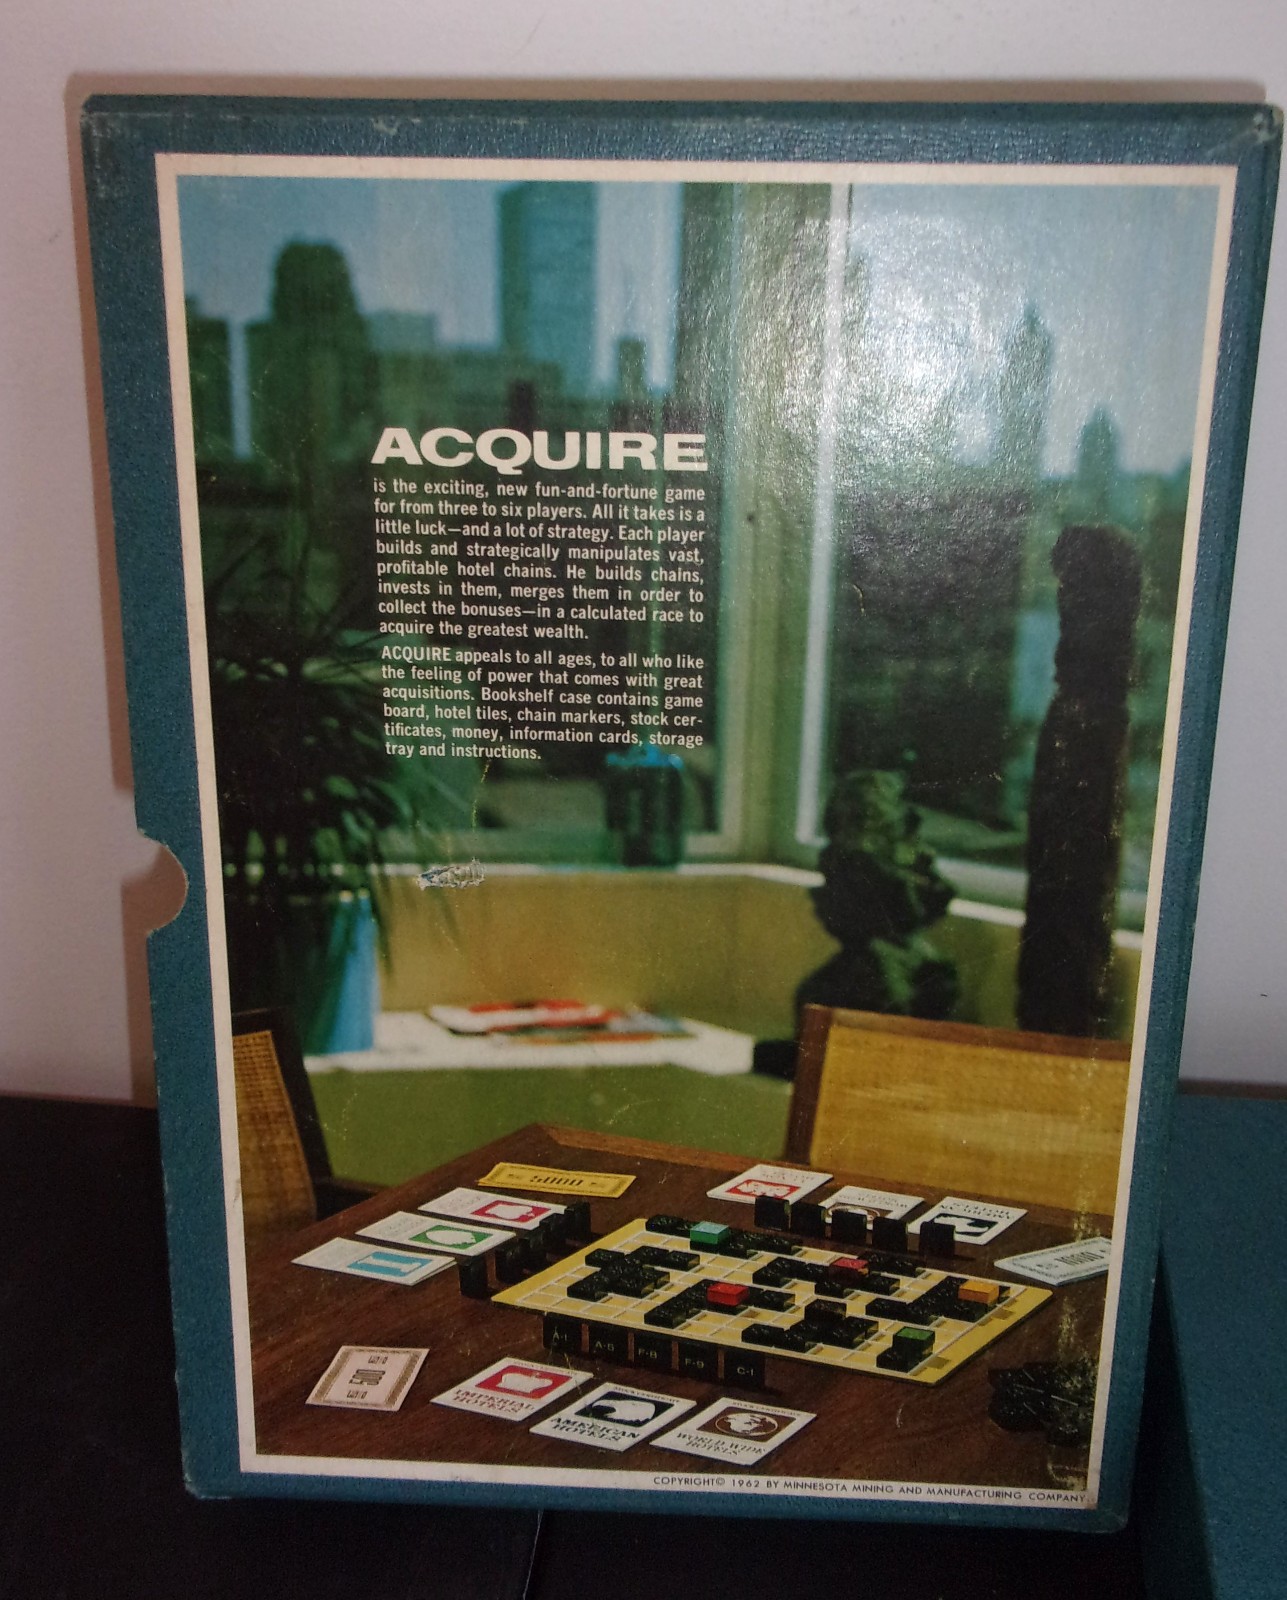 ACQUIRE
is the exciting, new fun-and-fortune game
for from three to six players. All it takes is a
little luck—and a lot of strategy. Each player
builds and strategically manipulates vast,
profitable hotel chains. He builds chains,
invests in them, merges them in order to
collect the bonuses—in a calculated race to
acquire the greatest wealth.
ACQUIRE appeals to all ages, to all who like
the feeling of power that comes with great
acquisitions. Bookshelf case contains game
board, hotel tiles, chain markers, stock cer-
tificates, money, information cards, storage
tray and instructions.
5000
1000
A-1
F-8
F-9
C-1
500
IMPERIAL
HOTELS
AMERICAN
HOTELS
WORLD WIDE
HOTELS
COPYRIGHT© 1962 BY MINNESOTA MINING AND MANUFACTURING COMPANY